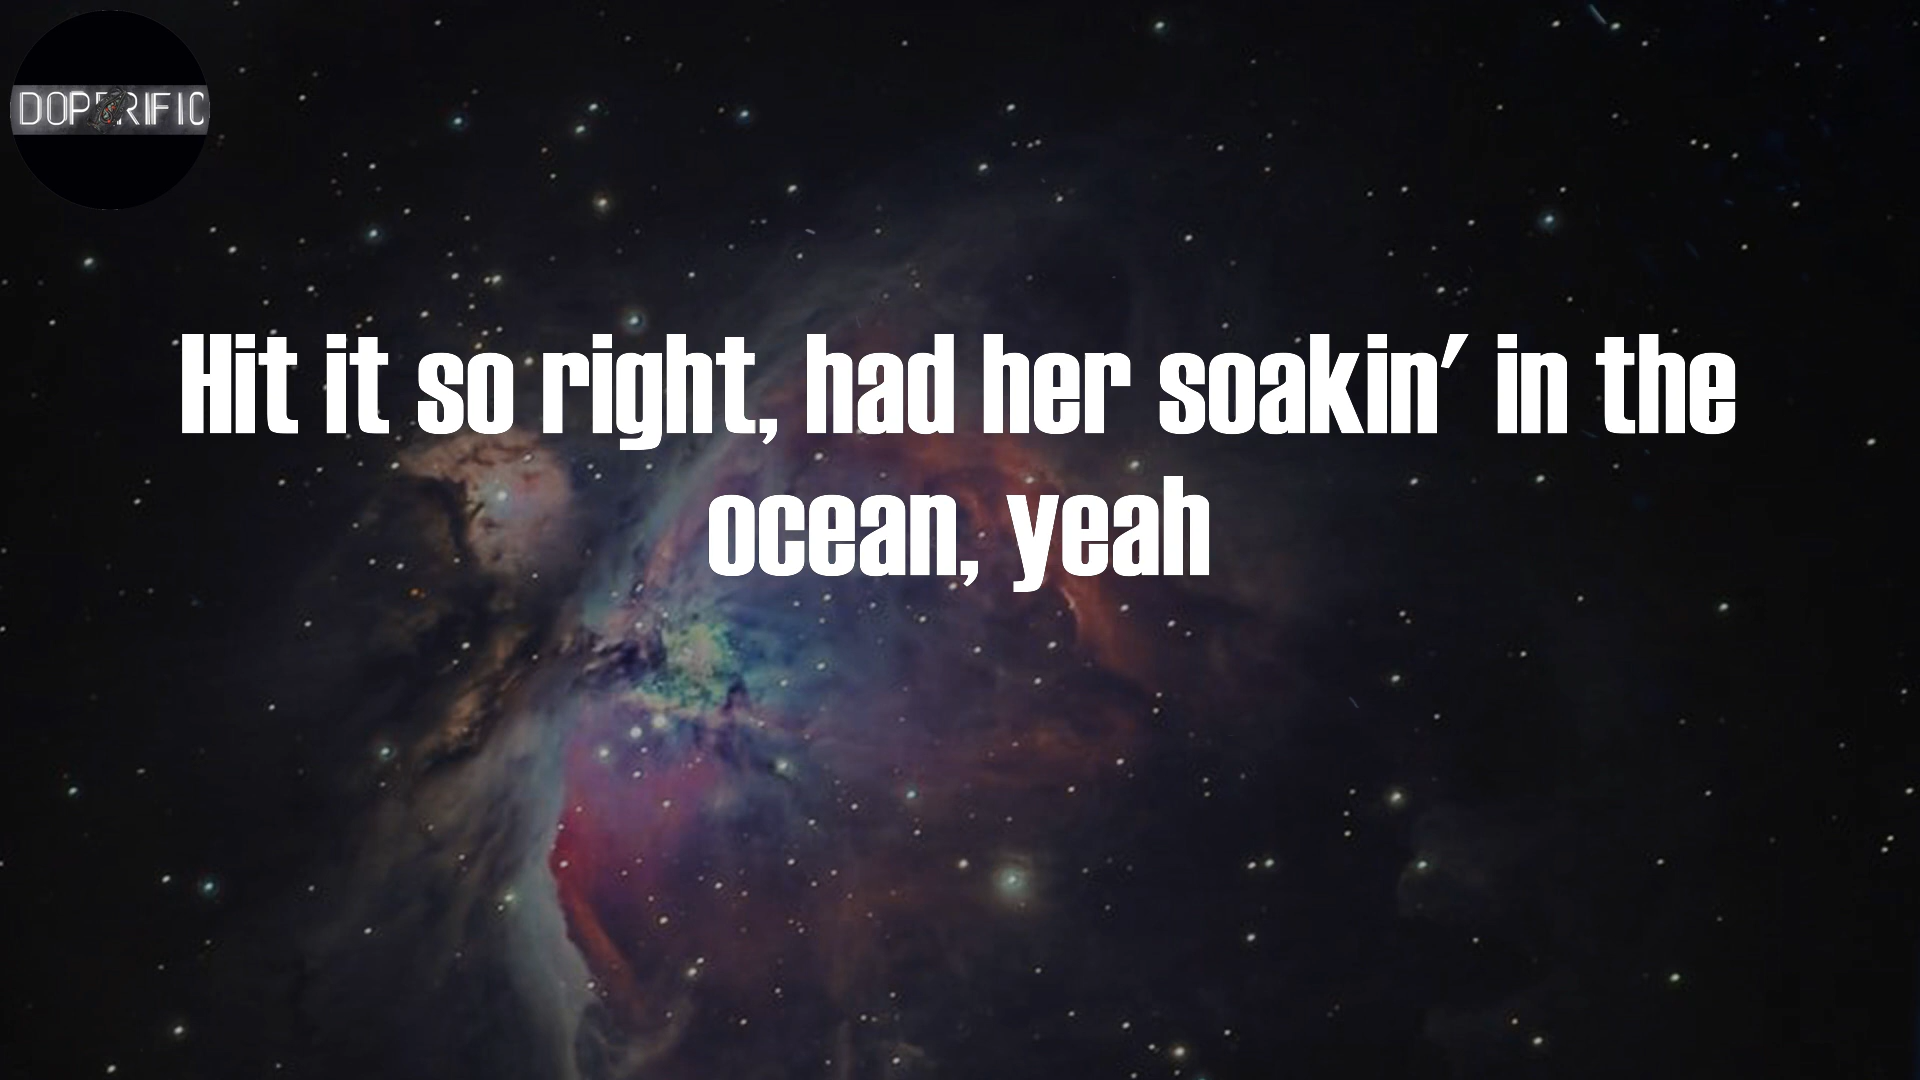 DOPERIFIC
Hit it so right, had her soakin' in the
ocean, yeah